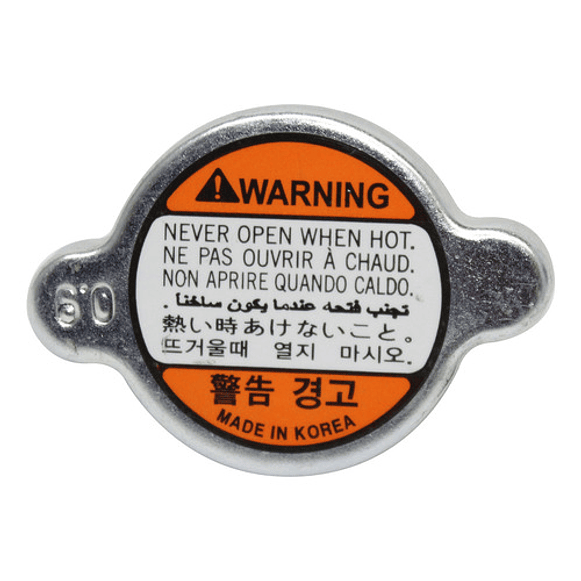 WARNING
NEVER OPEN WHEN HOT.
NE PAS OUVRIR À CHAUD.
NON APRIRE QUANDO CALDO.
تجنب فتحه عندما يكون ساخناً .
熱い時あけないこと。
뜨거울때 열지 마시오.
警告 경고
MADE IN KOREA
0.9